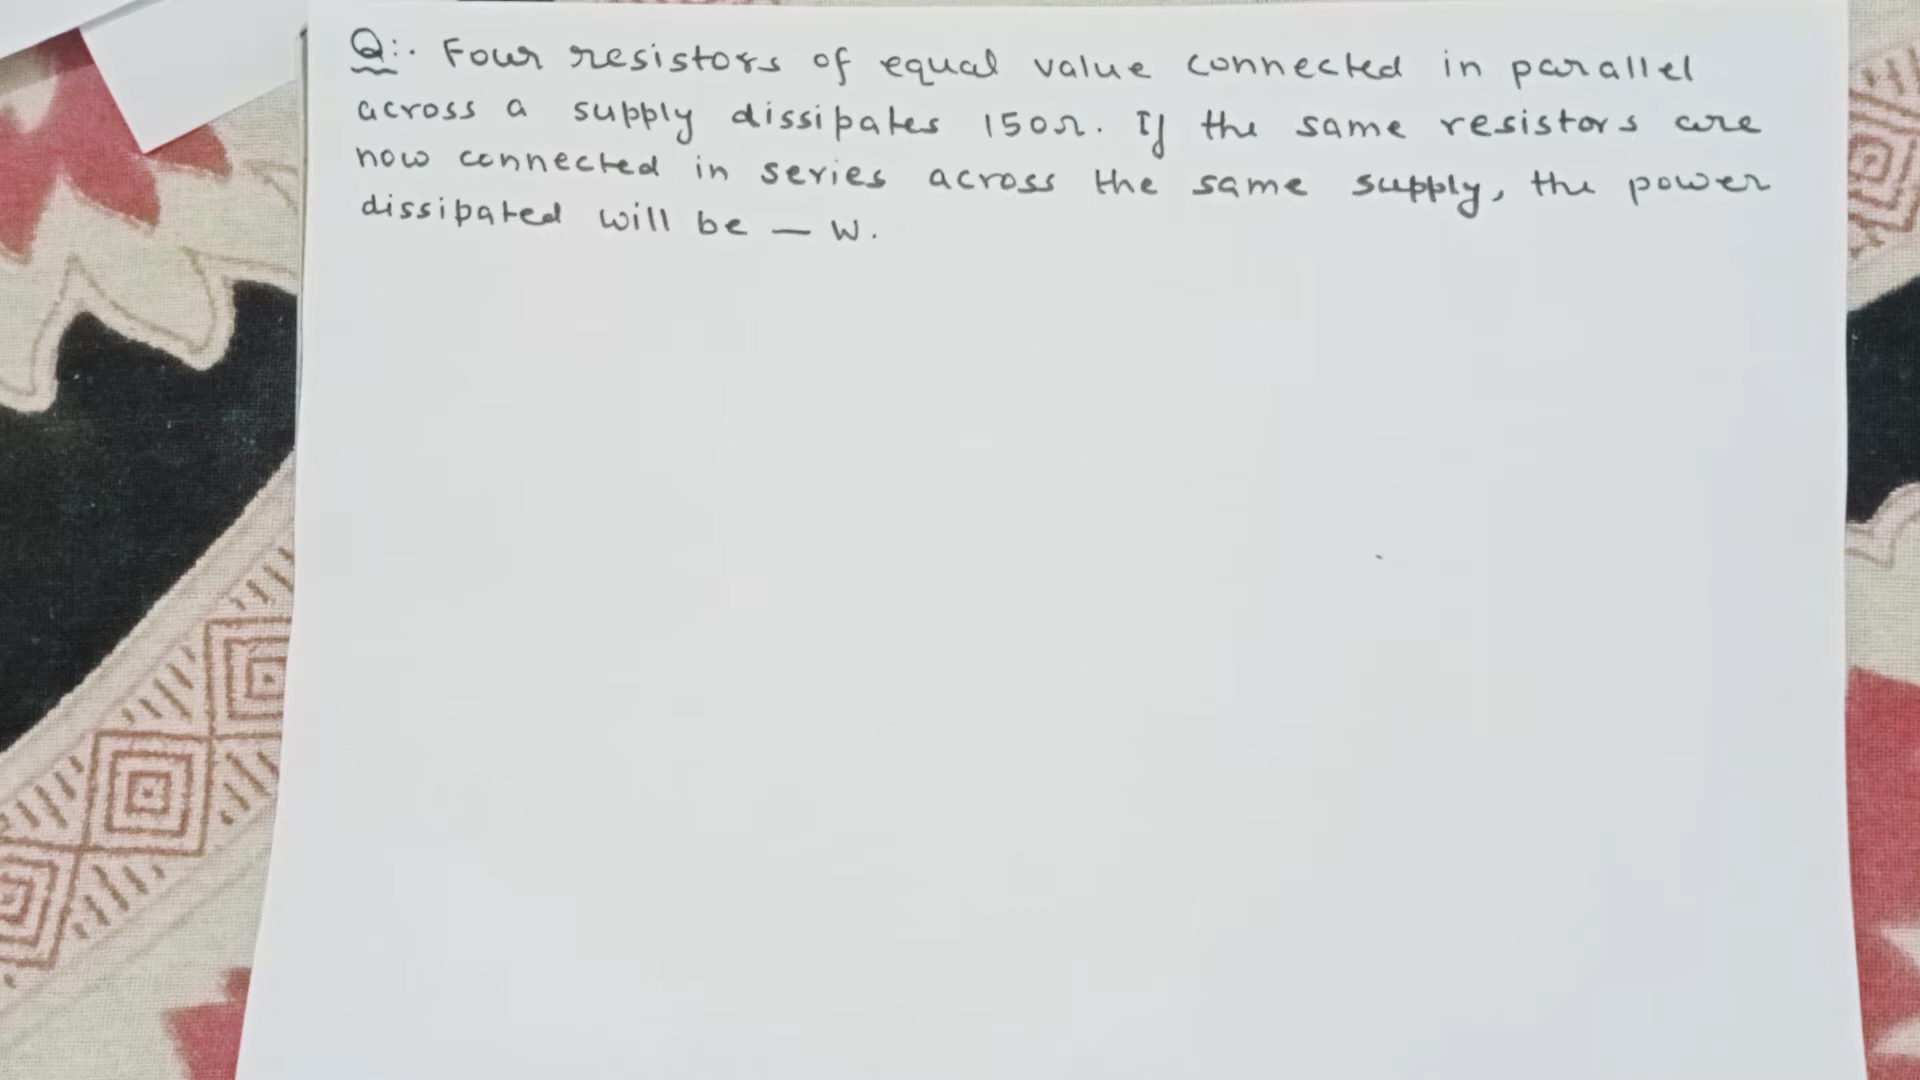 Q:. Four resistors of equal value connected in parallel
across a supply dissipates 150Ω. If the same resistors are
now connected in series across the same supply, the power
dissipated will be — W.